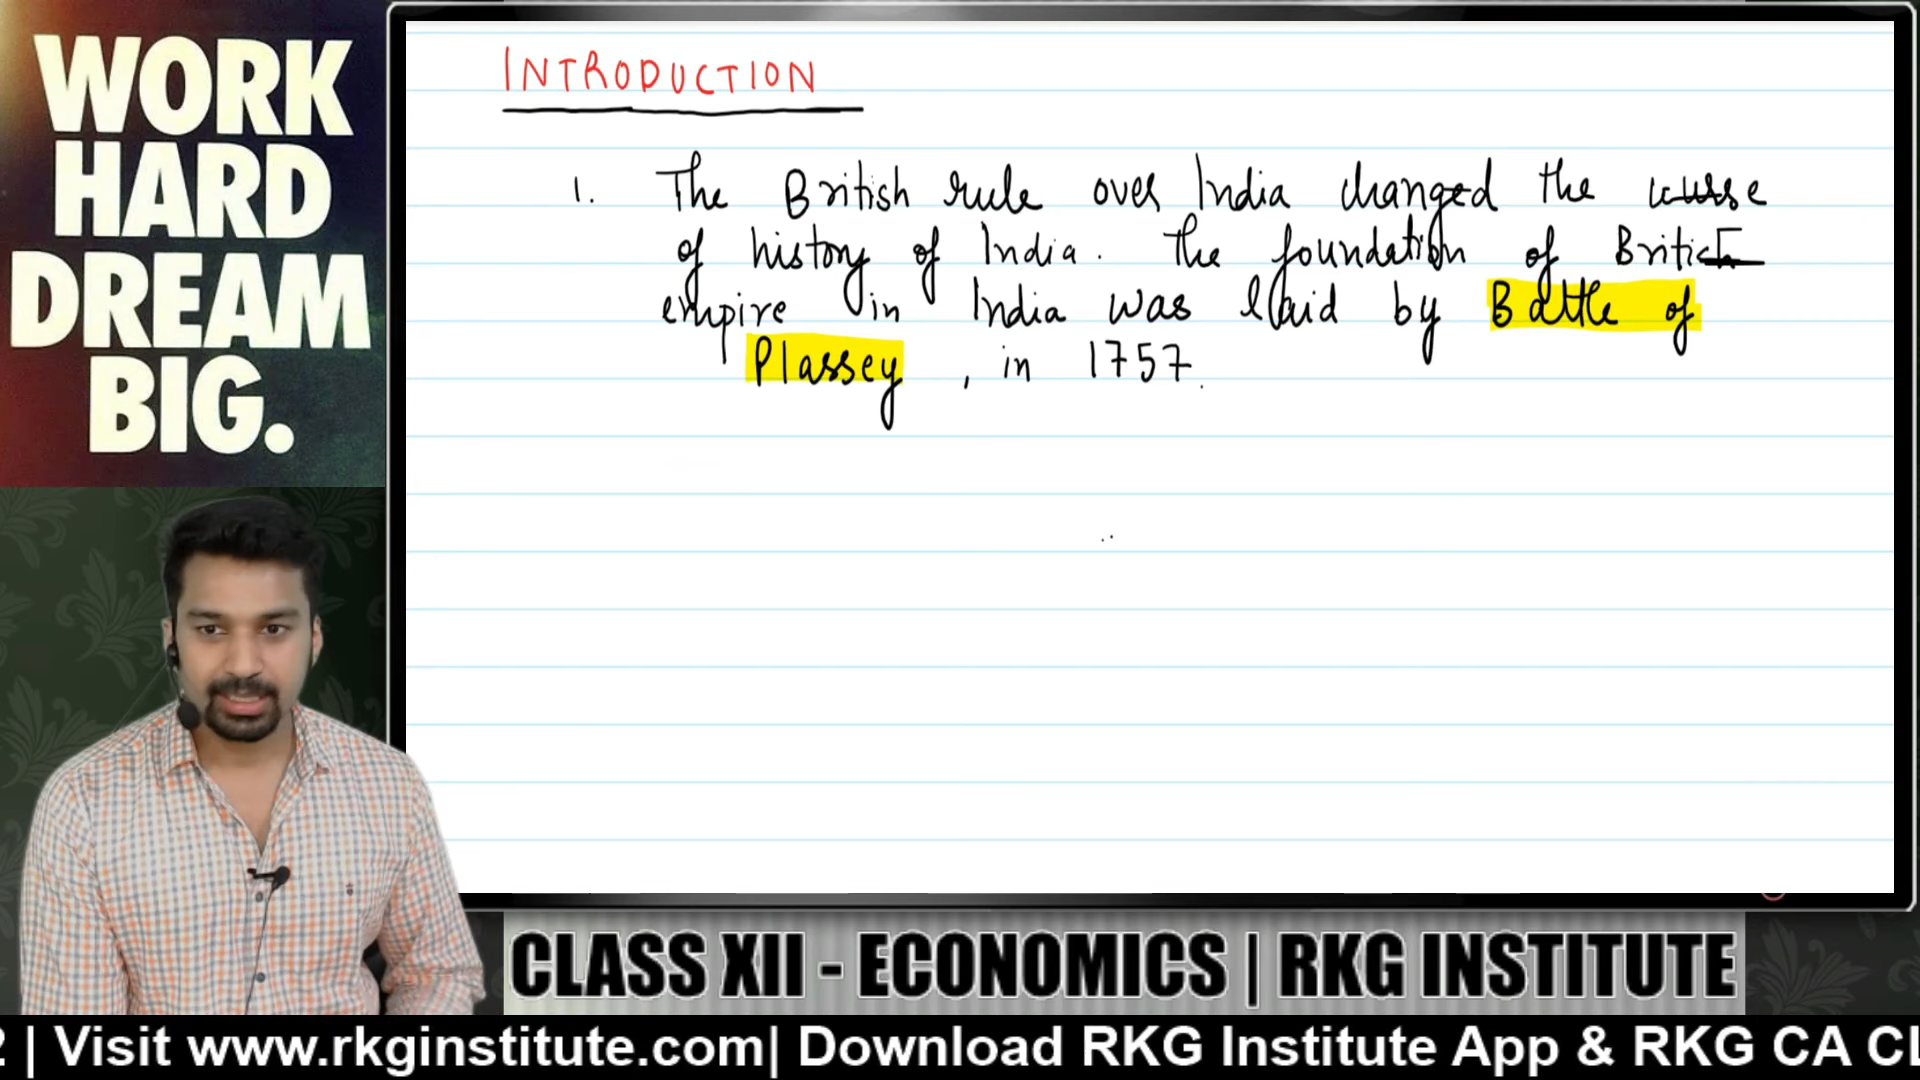 WORK
HARD
DREAM
BIG.
INTRODUCTION
1. The British rule over India changed the course
of history of India. The foundation of British
empire in India was laid by Battle of
Plassey, in 1757.
CLASS XII - ECONOMICS | RKG INSTITUTE
2 | Visit www.rkginstitute.com| Download RKG Institute App & RKG CA CL